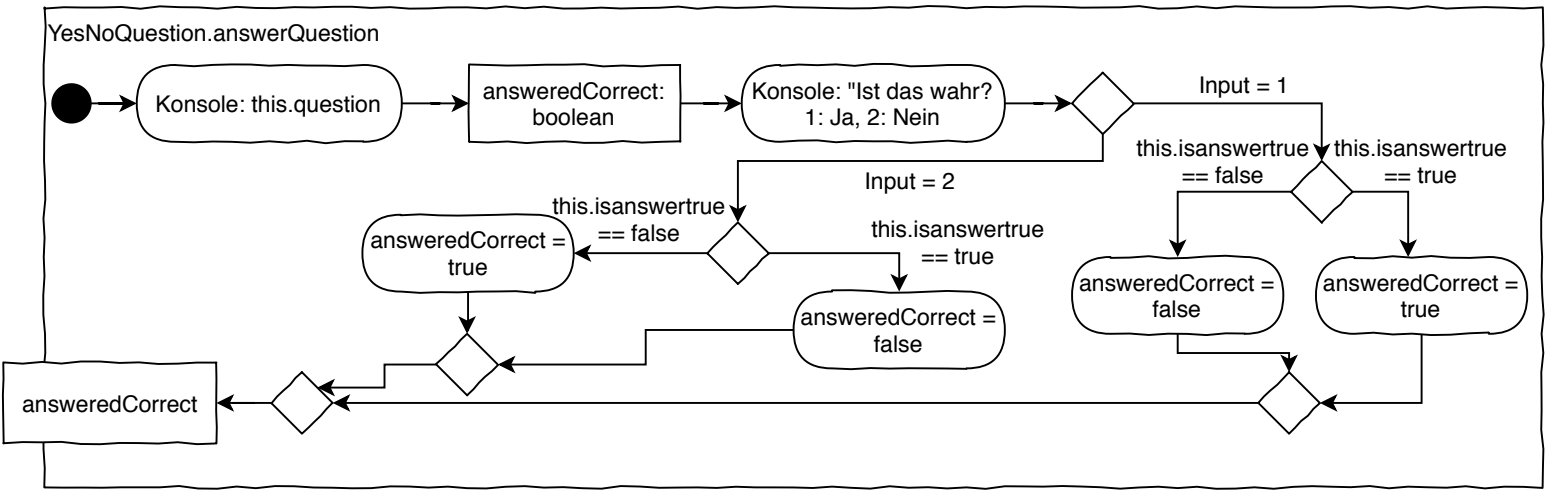 YesNoQuestion.answerQuestion
Konsole: this.question
answeredCorrect:
boolean
Konsole: "Ist das wahr?
1: Ja, 2: Nein
Input = 1
this.isanswertrue
== false
this.isanswertrue
== true
Input = 2
this.isanswertrue
== false
this.isanswertrue
== true
answeredCorrect =
true
answeredCorrect =
false
answeredCorrect =
false
answeredCorrect =
true
answeredCorrect